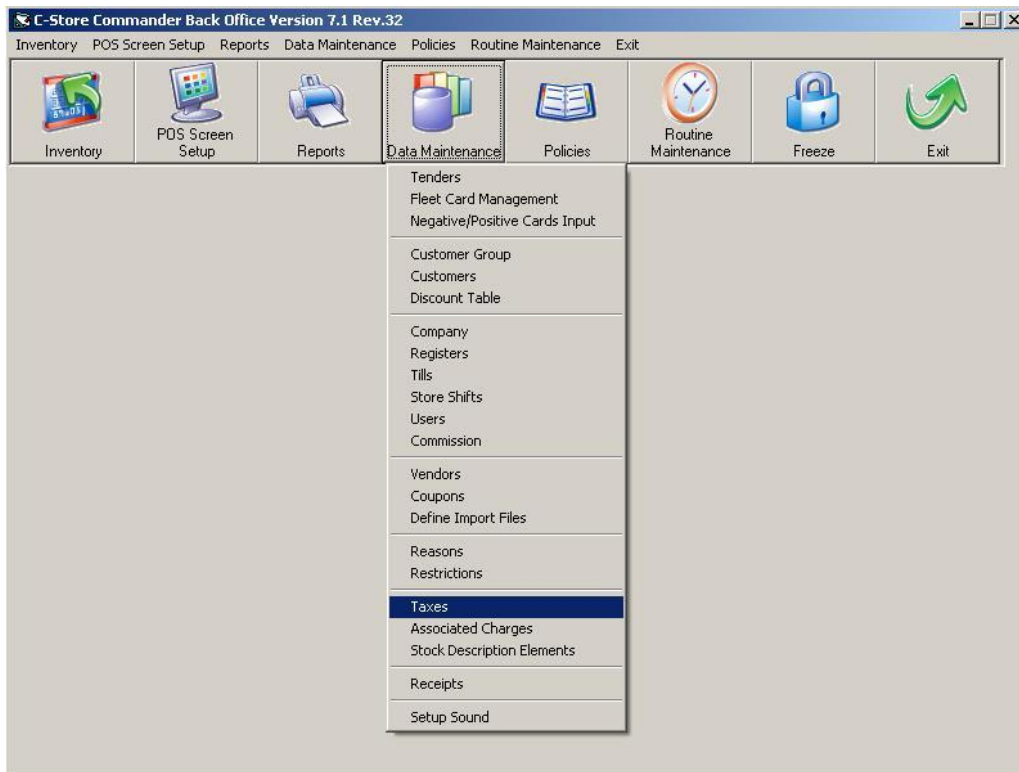 C-Store Commander Back Office Version 7.1 Rev.32
Inventory POS Screen Setup Reports Data Maintenance Policies Routine Maintenance Exit
POS Screen Routine
Inventory Setup Reports Data Maintenance Policies Maintenance Freeze Exit
Tenders
Fleet Card Management
Negative/Positive Cards Input
Customer Group
Customers
Discount Table
Company
Registers
Tills
Store Shifts
Users
Commission
Vendors
Coupons
Define Import Files
Reasons
Restrictions
Taxes
Associated Charges
Stock Description Elements
Receipts
Setup Sound